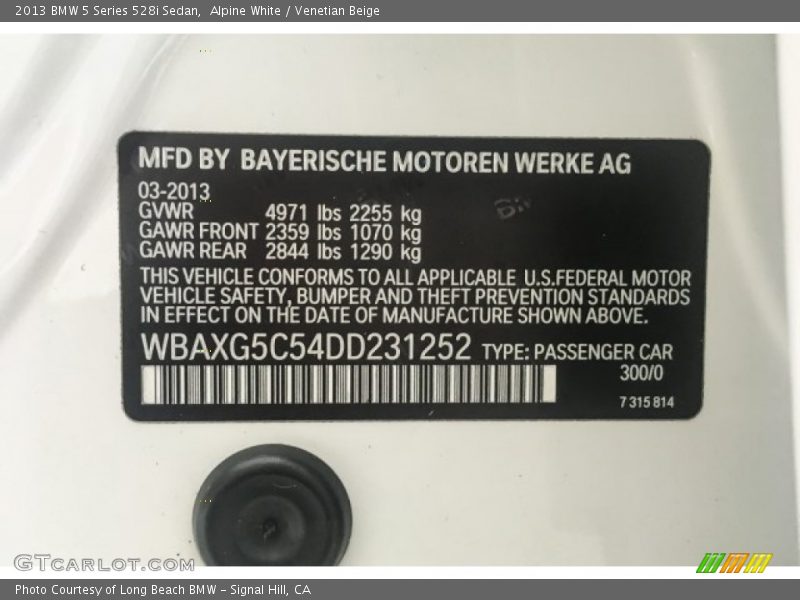 2013 BMW 5 Series 528i Sedan,  Alpine White / Venetian Beige
MFD BY BAYERISCHE MOTOREN WERKE AG
03-2013
GVWR 4971 lbs 2255 kg
GAWR FRONT 2359 lbs 1070 kg
GAWR REAR 2844 lbs 1290 kg
THIS VEHICLE CONFORMS TO ALL APPLICABLE U.S.FEDERAL MOTOR
VEHICLE SAFETY, BUMPER AND THEFT PREVENTION STANDARDS
IN EFFECT ON THE DATE OF MANUFACTURE SHOWN ABOVE.
WBAXG5C54DD231252 TYPE: PASSENGER CAR
300/0
7 315 814
GTCARLOT.COM
Photo Courtesy of Long Beach BMW - Signal Hill, CA